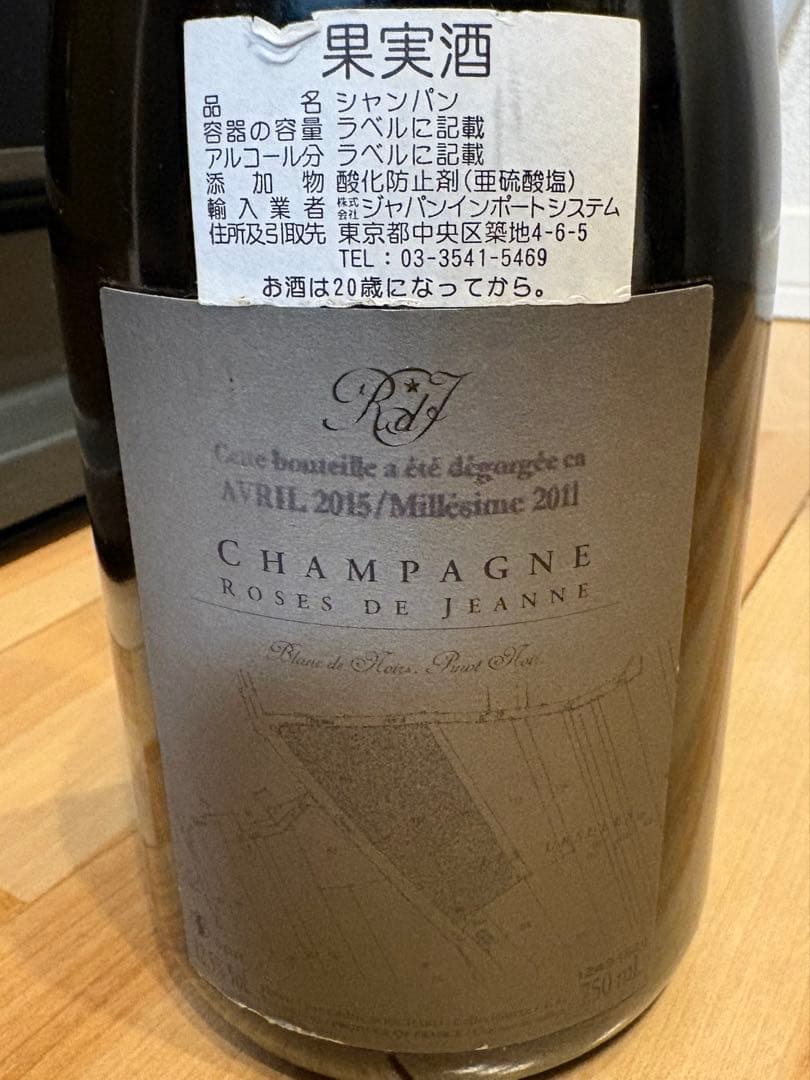 果実酒
品名 シャンパン
容器の容量 ラベルに記載
アルコール分 ラベルに記載
添加物 酸化防止剤(亜硫酸塩)
輸入業者 株式会社ジャパンインポートシステム
住所及引取先 東京都中央区築地4-6-5
TEL : 03-3541-5469
お酒は20歳になってから。
RdJ
Cette bouteille a été dégorgée en
AVRIL 2015/Millésime 2011
CHAMPAGNE
ROSES DE JEANNE
Blanc de Noirs. Pinot Noir.
750 mL